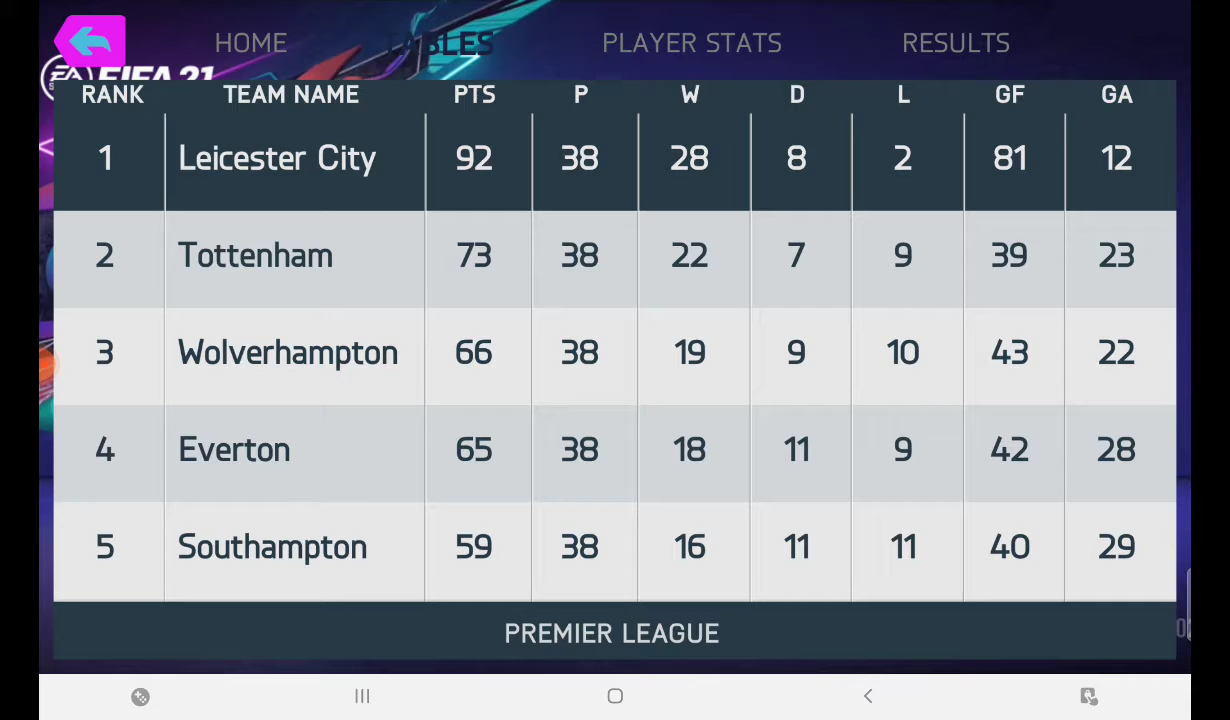 HOME TABLES PLAYER STATS RESULTS
EA FIFA 21
RANK TEAM NAME PTS P W D L GF GA
1 Leicester City 92 38 28 8 2 81 12
2 Tottenham 73 38 22 7 9 39 23
3 Wolverhampton 66 38 19 9 10 43 22
4 Everton 65 38 18 11 9 42 28
5 Southampton 59 38 16 11 11 40 29
PREMIER LEAGUE